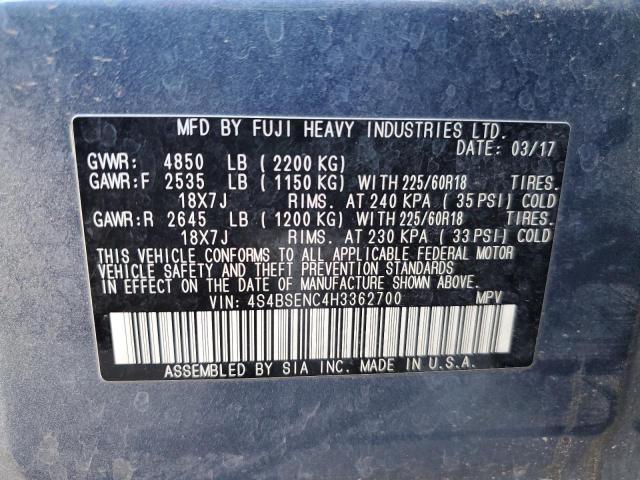 MFD BY FUJI HEAVY INDUSTRIES LTD.
DATE: 03/17
GVWR: 4850 LB (2200 KG)
GAWR:F 2535 LB (1150 KG) WITH 225/60R18 TIRES.
18X7J RIMS. AT 240 KPA (35 PSI) COLD
GAWR:R 2645 LB (1200 KG) WITH 225/60R18 TIRES.
18X7J RIMS. AT 230 KPA (33 PSI) COLD
THIS VEHICLE CONFORMS TO ALL APPLICABLE FEDERAL MOTOR
VEHICLE SAFETY AND THEFT PREVENTION STANDARDS
IN EFFECT ON THE DATE OF MANUFACTURE SHOWN ABOVE.
VIN: 4S4BSENC4H3362700 MPV
ASSEMBLED BY SIA INC. MADE IN U.S.A.